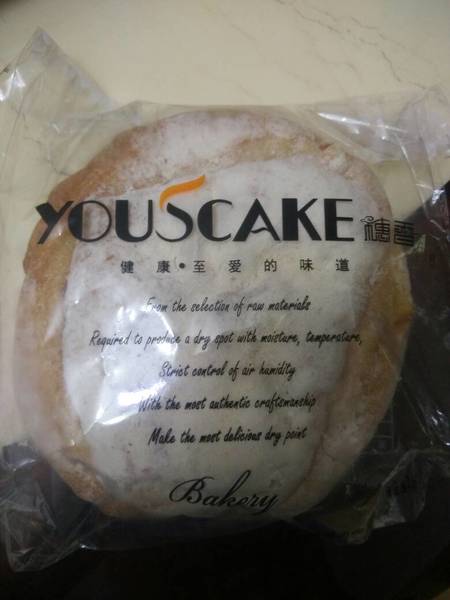 YOUSCAKE 穗香
健康·至爱的味道
From the selection of raw materials
Required to produce a dry spot with moisture, temperature,
Strict control of air humidity
With the most authentic craftsmanship
Make the most delicious dry point
Bakery